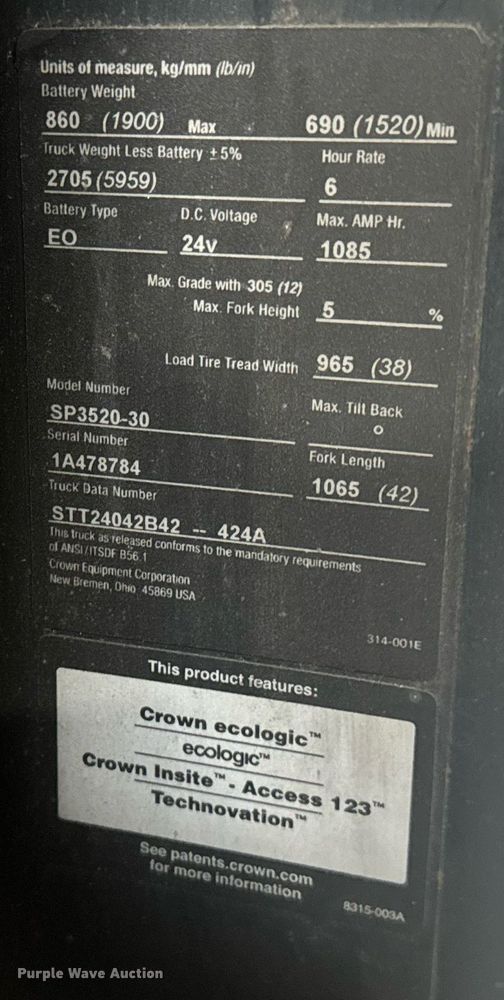 Units of measure, kg/mm (lb/in)
Battery Weight
860 (1900) Max 690 (1520) Min
Truck Weight Less Battery ±5% Hour Rate
2705 (5959) 6
Battery Type D.C. Voltage Max. AMP Hr.
EO 24v 1085
Max. Grade with 305 (12)
Max. Fork Height 5 %
Load Tire Tread Width 965 (38)
Model Number Max. Tilt Back
SP3520-30 °
Serial Number Fork Length
1A478784 1065 (42)
Truck Data Number
STT24042B42 -- 424A
This truck as released conforms to the mandatory requirements
of ANSI/ITSDF B56.1
Crown Equipment Corporation
New Bremen, Ohio 45869 USA
314-001E
This product features:
Crown ecologic™
ecologic™
Crown Insite™ - Access 123™
Technovation™
See patents.crown.com
for more information
8315-003A
Purple Wave Auction